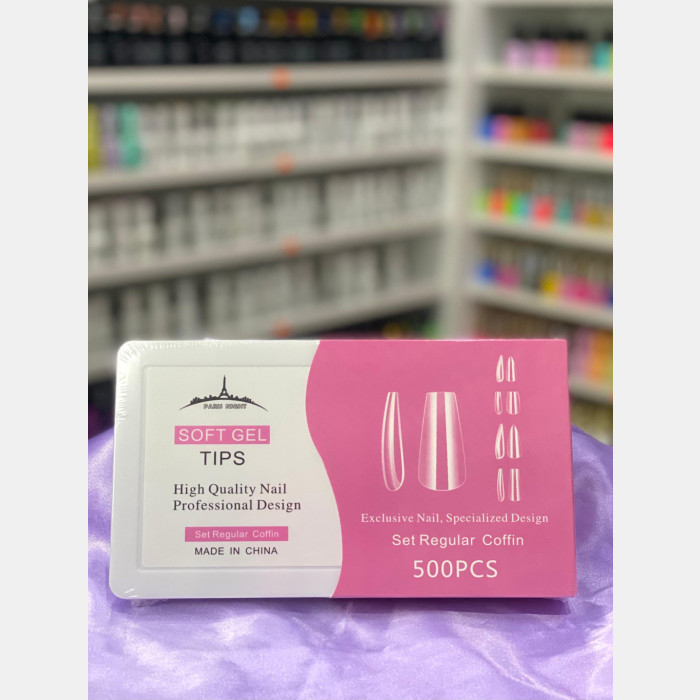 PARIS NIGHT
SOFT GEL
TIPS
High Quality Nail
Professional Design
Set Regular Coffin
MADE IN CHINA
Exclusive Nail, Specialized Design
Set Regular Coffin
500PCS